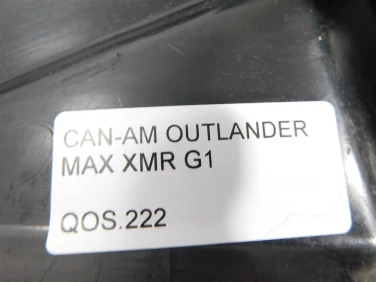 CAN-AM OUTLANDER
MAX XMR G1
QOS.222